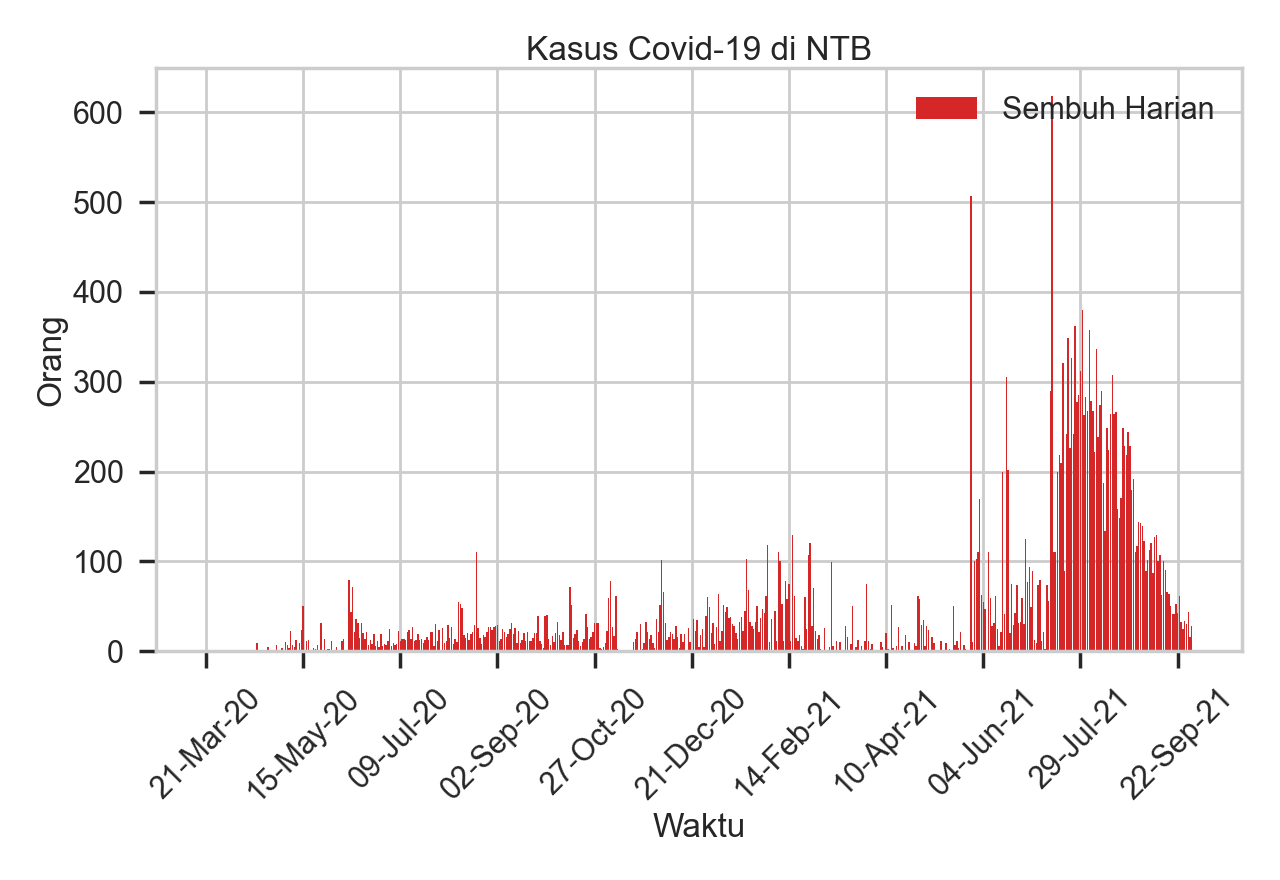 Kasus Covid-19 di NTB
Sembuh Harian
600
500
400
300
200
100
0
Orang
21-Mar-20
15-May-20
09-Jul-20
02-Sep-20
27-Oct-20
21-Dec-20
14-Feb-21
10-Apr-21
04-Jun-21
29-Jul-21
22-Sep-21
Waktu